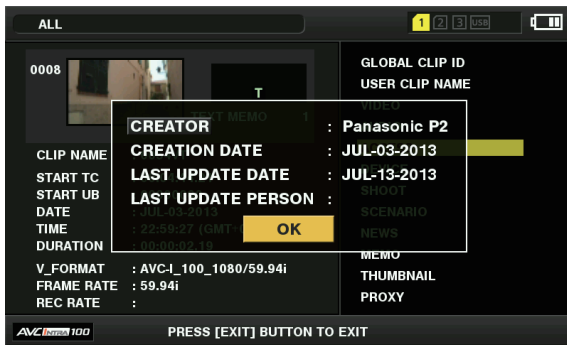 ALL
1 2 3 USB
0008
T
TEXT MEMO 1
GLOBAL CLIP ID
USER CLIP NAME
VIDEO
CREATOR : Panasonic P2
CREATION DATE : JUL-03-2013
LAST UPDATE DATE : JUL-13-2013
LAST UPDATE PERSON :
OK
CLIP NAME
START TC
START UB
DATE : JUL-03-2013
TIME : 22:59:27 (GMT
DURATION : 00:00:02.19
V_FORMAT : AVC-I_100_1080/59.94i
FRAME RATE : 59.94i
REC RATE :
DEVICE
SHOOT
SCENARIO
NEWS
MEMO
THUMBNAIL
PROXY
AVC INTRA 100
PRESS [EXIT] BUTTON TO EXIT